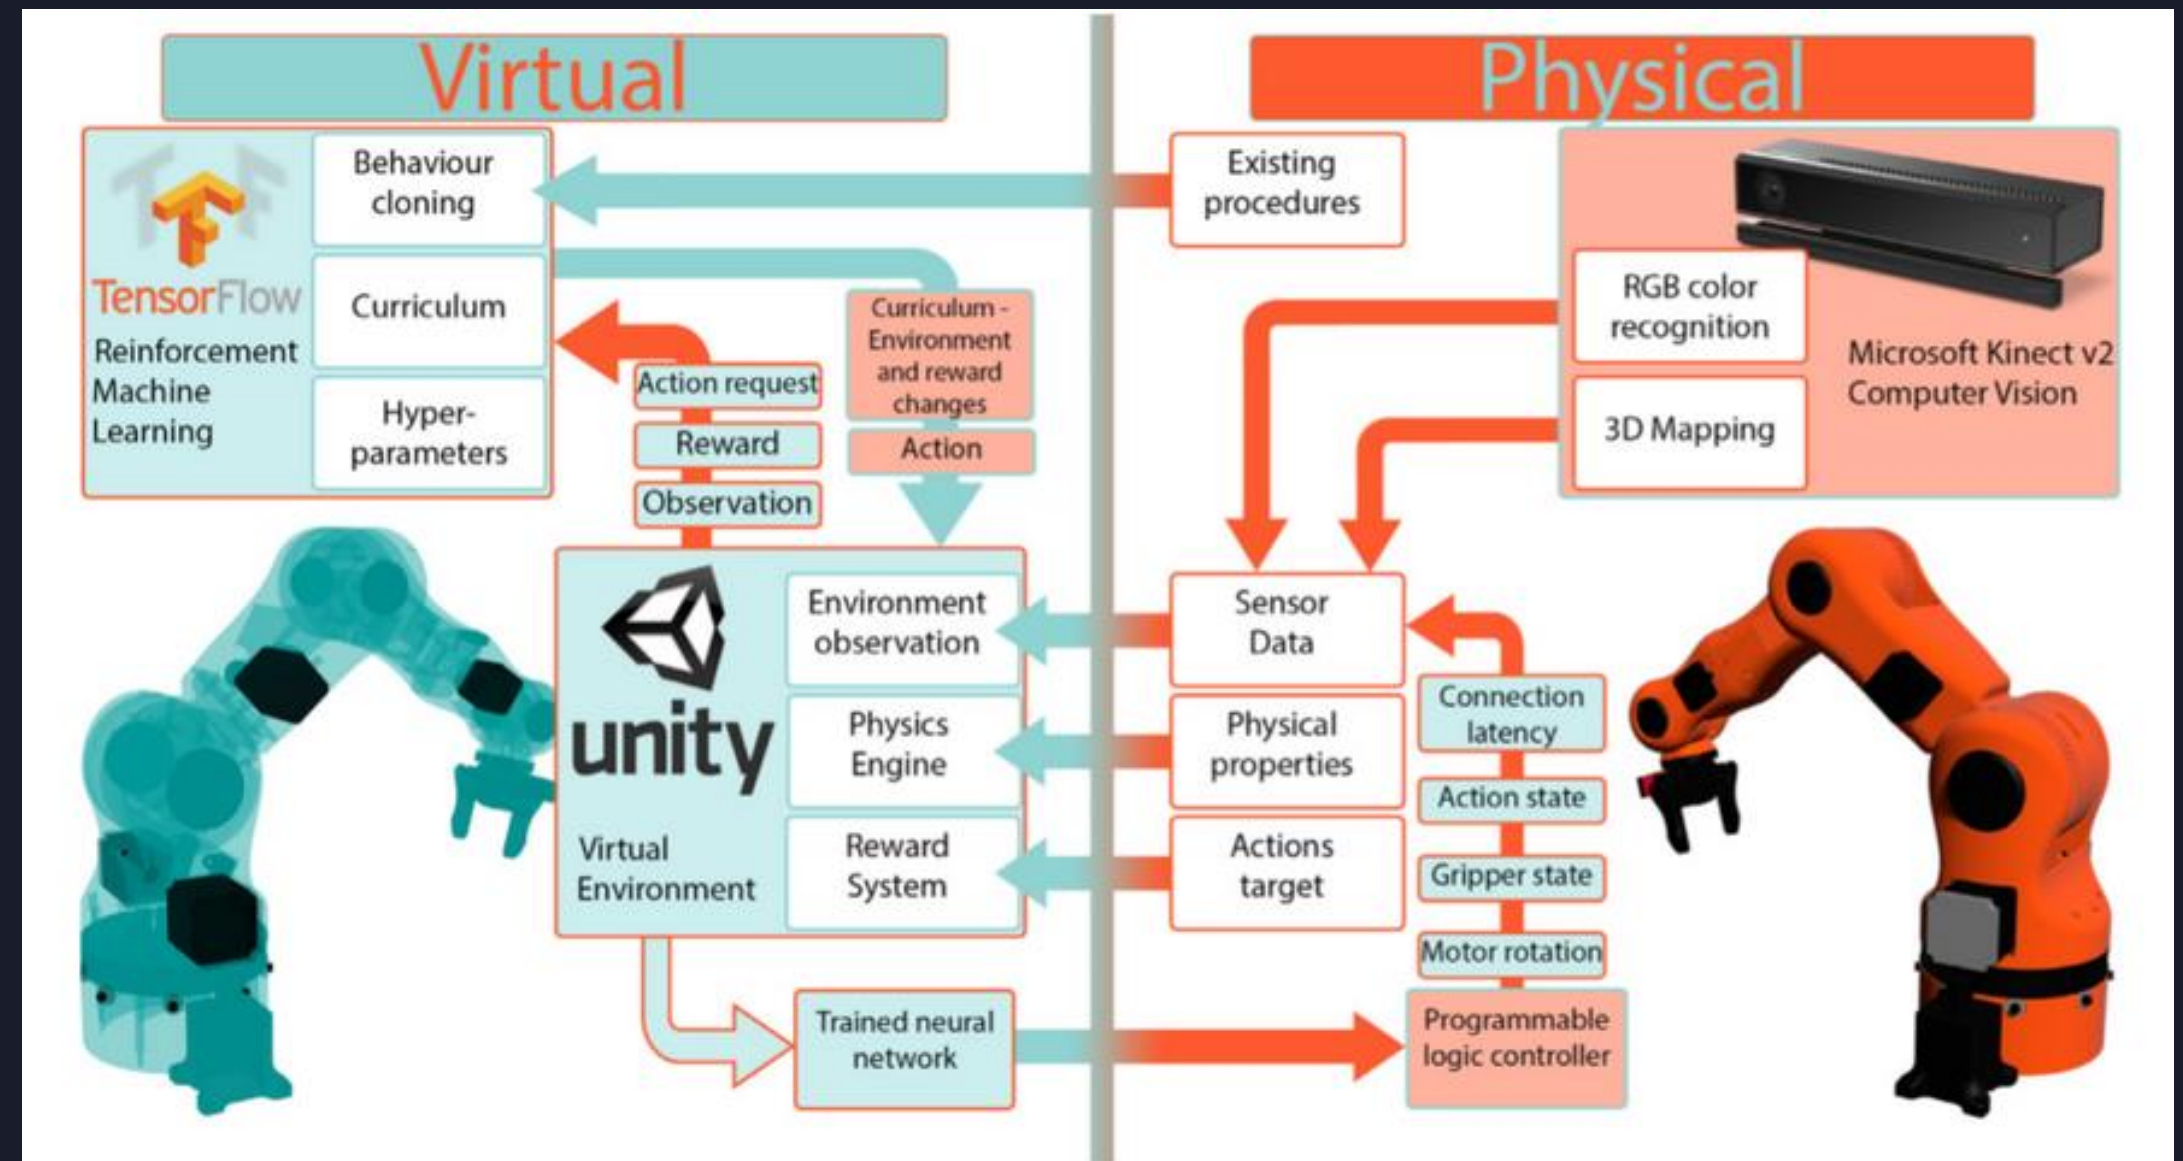 Virtual
Physical
TensorFlow
Reinforcement
Machine
Learning
Behaviour
cloning
Curriculum
Hyper-
parameters
Existing
procedures
RGB color
recognition
3D Mapping
Microsoft Kinect v2
Computer Vision
Curriculum -
Environment
and reward
changes
Action
Action request
Reward
Observation
unity
Virtual
Environment
Environment
observation
Physics
Engine
Reward
System
Sensor
Data
Physical
properties
Actions
target
Connection
latency
Action state
Gripper state
Motor rotation
Trained neural
network
Programmable
logic controller